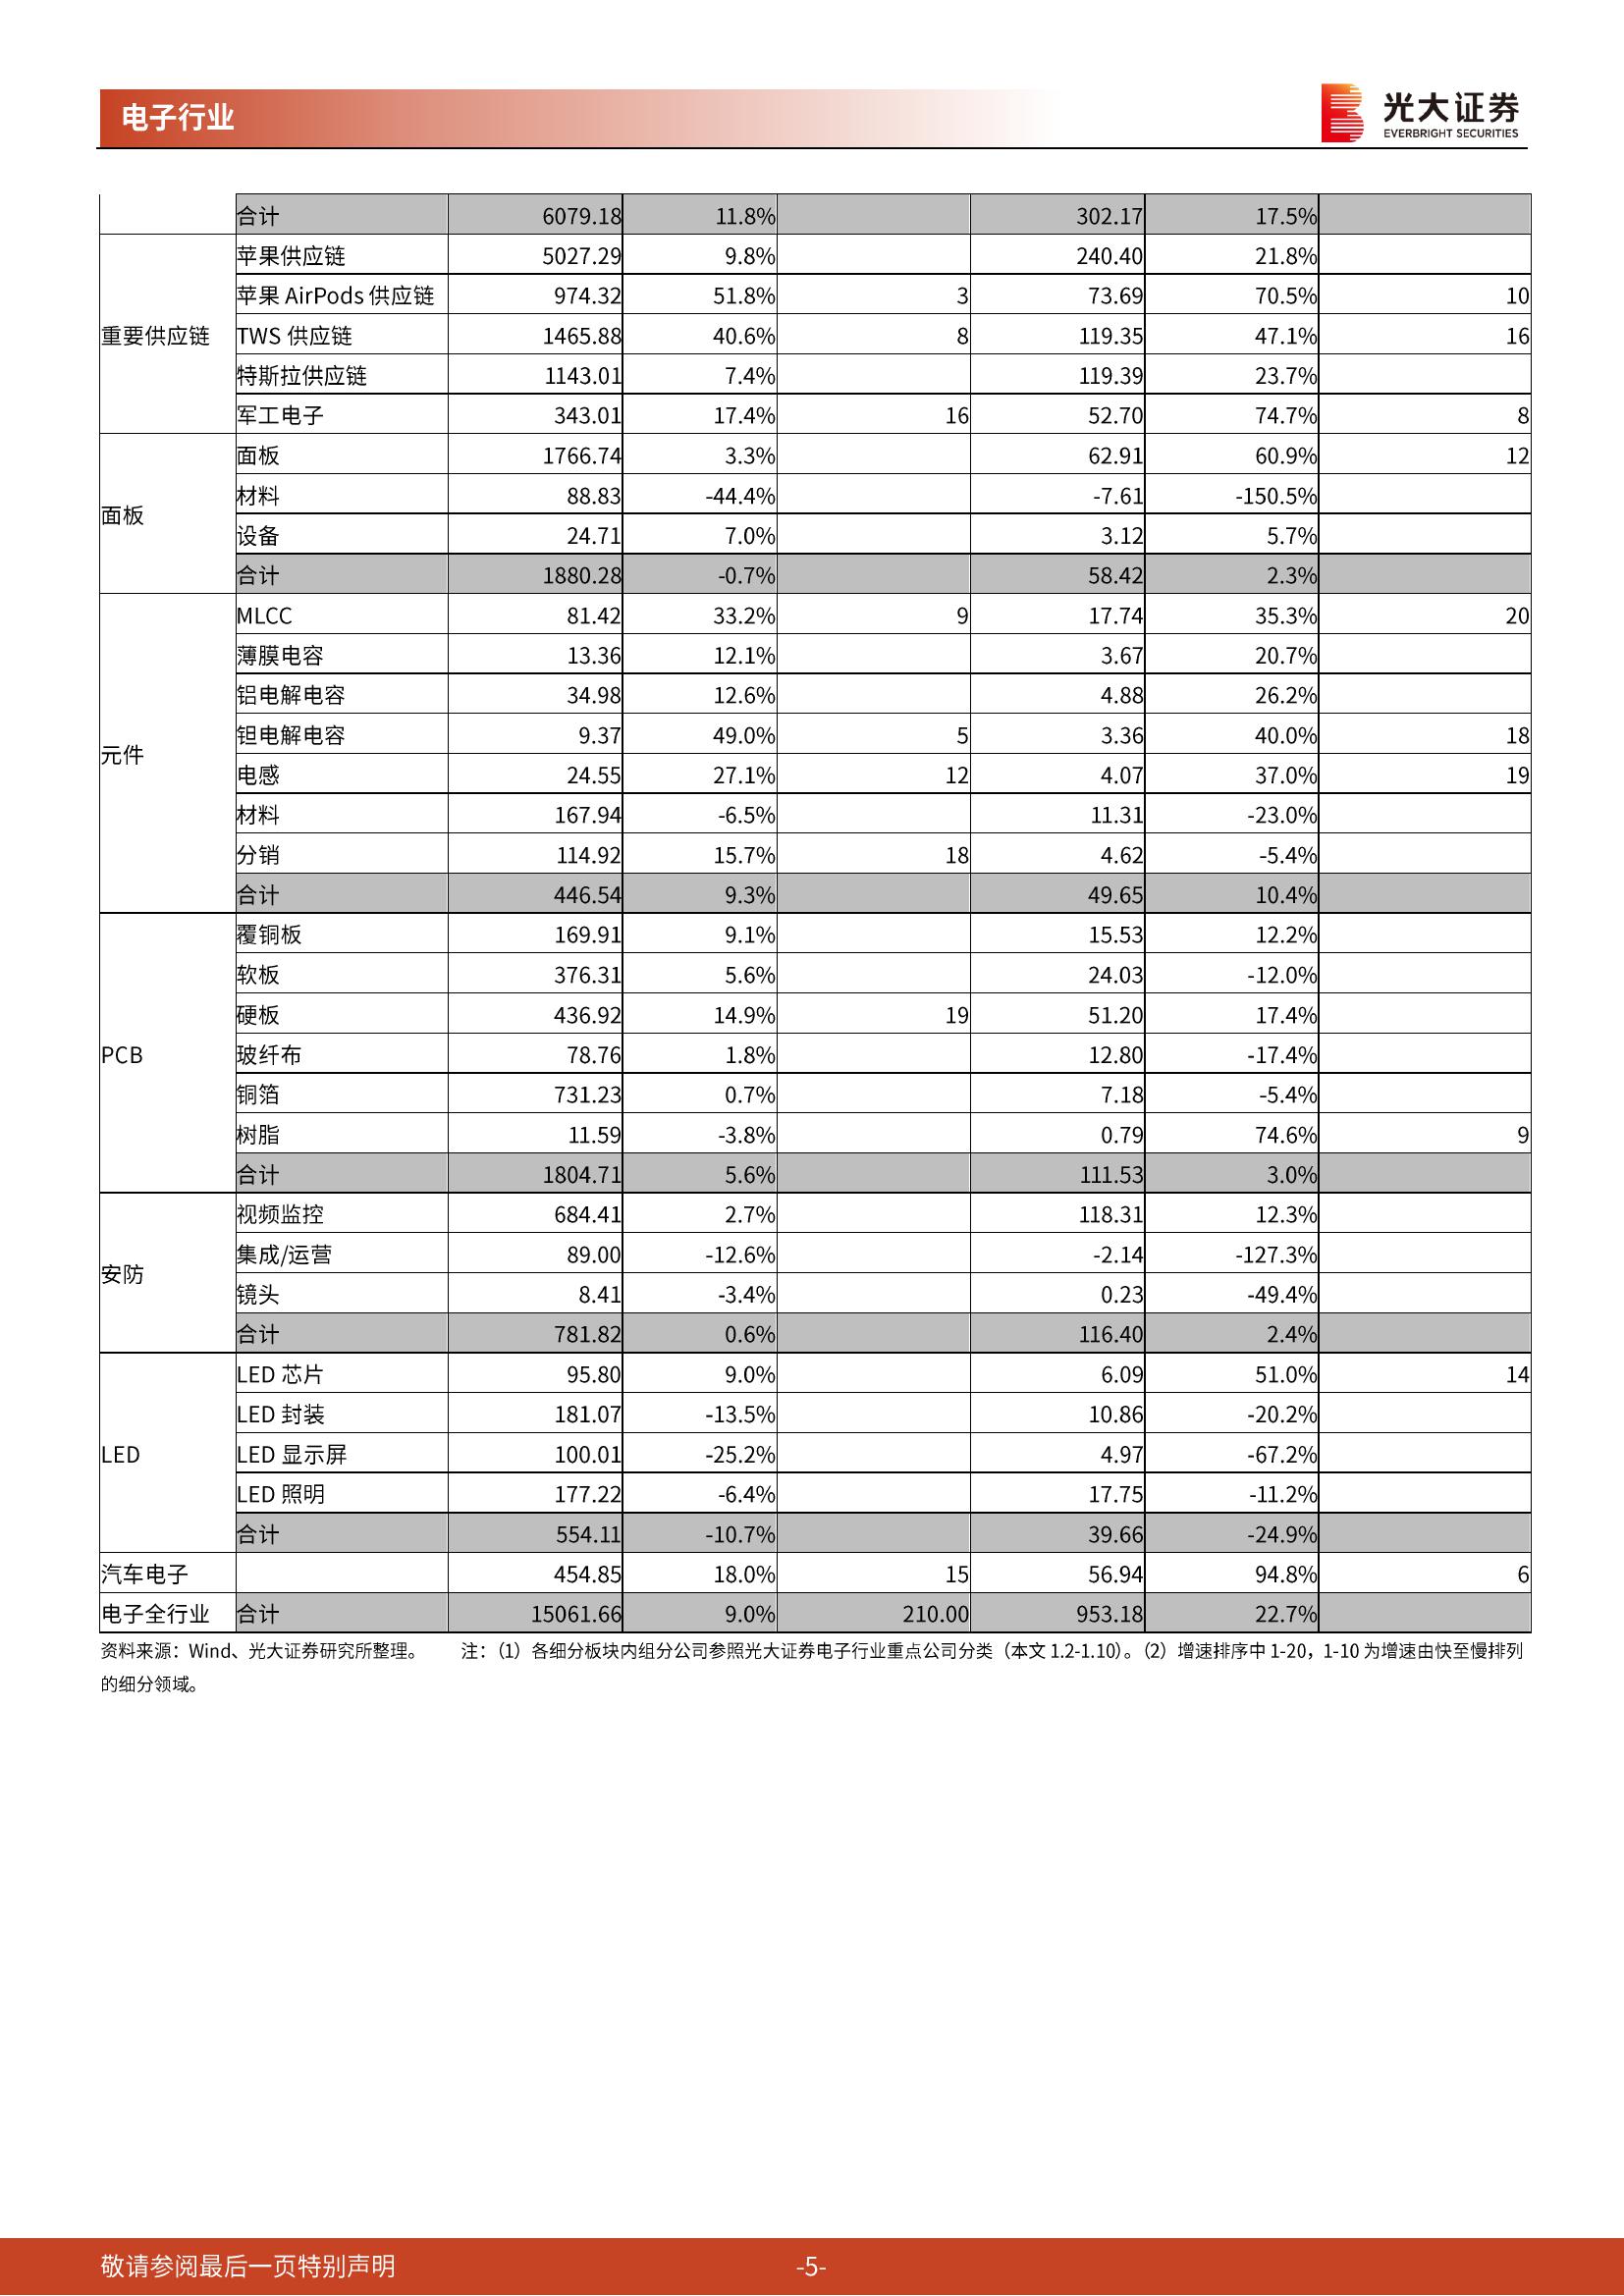 电子行业
光大证券
EVERBRIGHT SECURITIES
合计 6079.18 11.8% 302.17 17.5%
重要供应链
苹果供应链 5027.29 9.8% 240.40 21.8%
苹果 AirPods 供应链 974.32 51.8% 3 73.69 70.5% 10
TWS 供应链 1465.88 40.6% 8 119.35 47.1% 16
特斯拉供应链 1143.01 7.4% 119.39 23.7%
军工电子 343.01 17.4% 16 52.70 74.7% 8
面板
面板 1766.74 3.3% 62.91 60.9% 12
材料 88.83 -44.4% -7.61 -150.5%
设备 24.71 7.0% 3.12 5.7%
合计 1880.28 -0.7% 58.42 2.3%
元件
MLCC 81.42 33.2% 9 17.74 35.3% 20
薄膜电容 13.36 12.1% 3.67 20.7%
铝电解电容 34.98 12.6% 4.88 26.2%
钽电解电容 9.37 49.0% 5 3.36 40.0% 18
电感 24.55 27.1% 12 4.07 37.0% 19
材料 167.94 -6.5% 11.31 -23.0%
分销 114.92 15.7% 18 4.62 -5.4%
合计 446.54 9.3% 49.65 10.4%
PCB
覆铜板 169.91 9.1% 15.53 12.2%
软板 376.31 5.6% 24.03 -12.0%
硬板 436.92 14.9% 19 51.20 17.4%
玻纤布 78.76 1.8% 12.80 -17.4%
铜箔 731.23 0.7% 7.18 -5.4%
树脂 11.59 -3.8% 0.79 74.6% 9
合计 1804.71 5.6% 111.53 3.0%
安防
视频监控 684.41 2.7% 118.31 12.3%
集成/运营 89.00 -12.6% -2.14 -127.3%
镜头 8.41 -3.4% 0.23 -49.4%
合计 781.82 0.6% 116.40 2.4%
LED
LED 芯片 95.80 9.0% 6.09 51.0% 14
LED 封装 181.07 -13.5% 10.86 -20.2%
LED 显示屏 100.01 -25.2% 4.97 -67.2%
LED 照明 177.22 -6.4% 17.75 -11.2%
合计 554.11 -10.7% 39.66 -24.9%
汽车电子 454.85 18.0% 15 56.94 94.8% 6
电子全行业 合计 15061.66 9.0% 210.00 953.18 22.7%
资料来源：Wind、光大证券研究所整理。 注：（1）各细分板块内组分公司参照光大证券电子行业重点公司分类（本文 1.2-1.10）。（2）增速排序中 1-20，1-10 为增速由快至慢排列
的细分领域。
敬请参阅最后一页特别声明 -5-